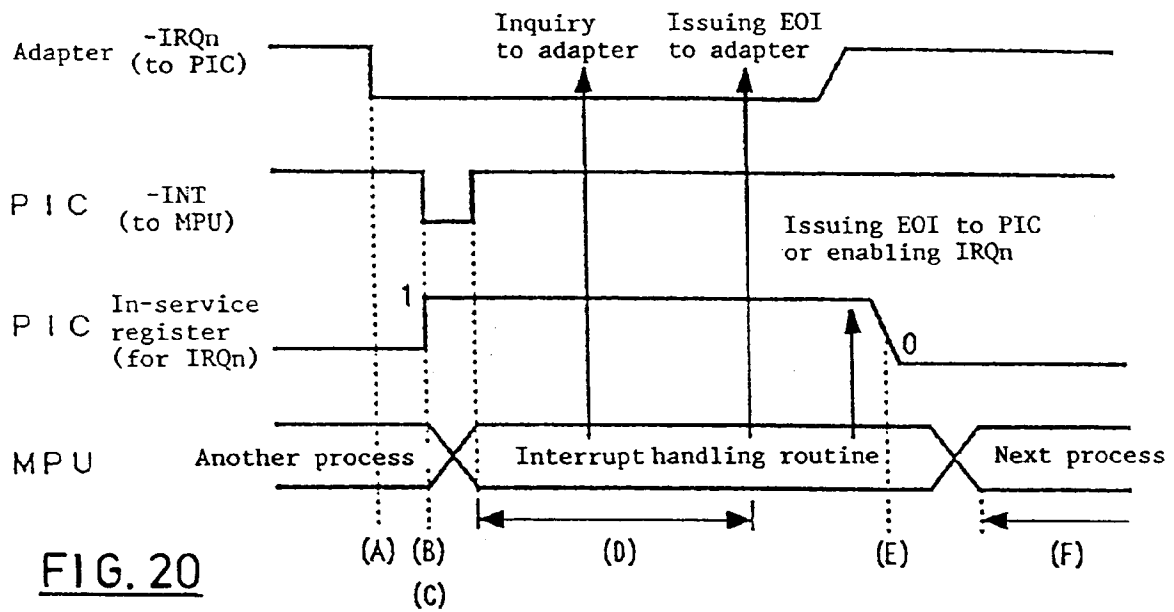 Adapter -IRQn
(to PIC)
Inquiry
to adapter
Issuing EOI
to adapter
PIC -INT
(to MPU)
Issuing EOI to PIC
or enabling IRQn
PIC In-service
register
(for IRQn)
1
0
MPU Another process Interrupt handling routine Next process
(A) (B) (D) (E) (F)
(C)
FIG. 20